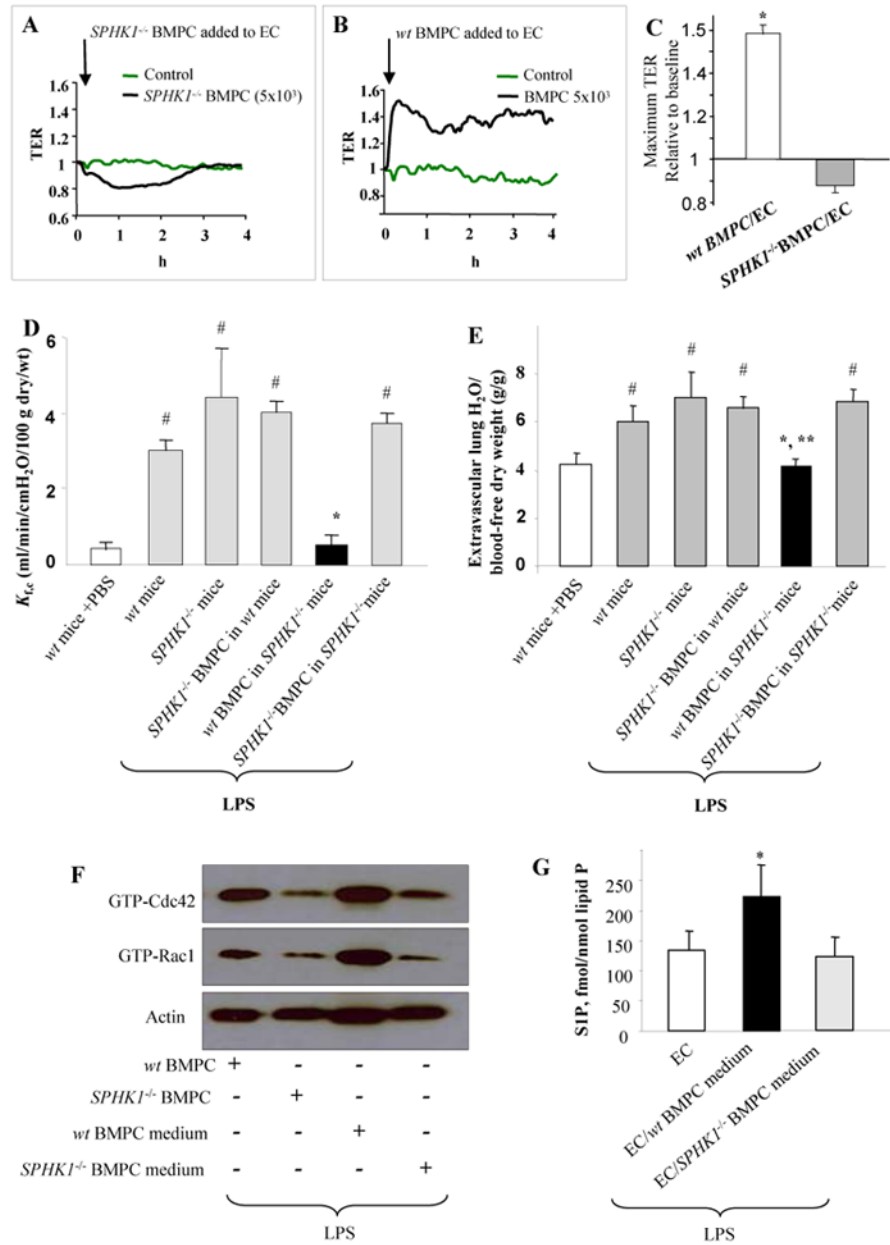 A
SPHK1-/- BMPC added to EC
Control
SPHK1-/- BMPC (5x10³)
TER
1.6
1.4
1.2
1
0.8
0.6
0 1 2 3 4
h
B
wt BMPC added to EC
Control
BMPC 5x10³
TER
1.6
1.4
1.2
1
0.8
0.6
0 1 2 3 4
h
C
Maximum TER
Relative to baseline
1.5
1.4
1
0.8
*
wt BMPC/EC
SPHK1-/-BMPC/EC
D
Kf,c (ml/min/cmH₂O/100 g dry/wt)
6
4
2
0
# # # * #
wt mice +PBS
wt mice
SPHK1-/- mice
SPHK1-/- BMPC in wt mice
wt BMPC in SPHK1-/- mice
SPHK1-/-BMPC in SPHK1-/-mice
LPS
E
Extravascular lung H₂O/
blood-free dry weight (g/g)
8
6
4
2
0
# # # *, ** #
wt mice +PBS
wt mice
SPHK1-/- mice
SPHK1-/- BMPC in wt mice
wt BMPC in SPHK1-/- mice
SPHK1-/-BMPC in SPHK1-/-mice
LPS
F
GTP-Cdc42
GTP-Rac1
Actin
wt BMPC + - - -
SPHK1-/- BMPC - + - -
wt BMPC medium - - + -
SPHK1-/- BMPC medium - - - +
LPS
G
S1P, fmol/nmol lipid P
250
200
150
100
50
0
*
EC
EC/wt BMPC medium
EC/SPHK1-/- BMPC medium
LPS